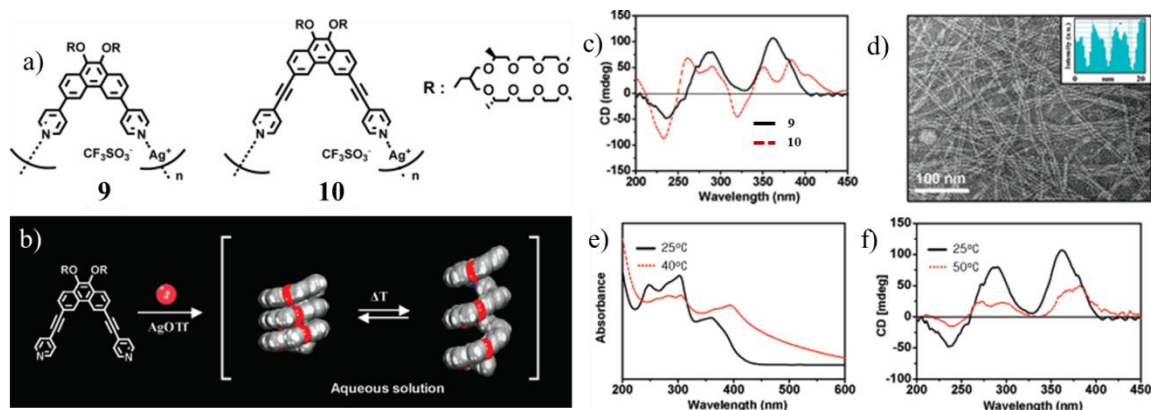 a)
RO
OR
N
N
CF₃SO₃⁻
Ag⁺
n
9
RO
OR
N
N
CF₃SO₃⁻
Ag⁺
n
10
R :
O
O
O
O
O
O
O
O
b)
RO
OR
N
N
AgOTf
ΔT
Aqueous solution
c)
CD (mdeg)
150
100
50
0
-50
-100
-150
9
10
200
250
300
350
400
450
Wavelength (nm)
d)
Intensity (a.u.)
0
nm
20
100 nm
e)
Absorbance
25°C
40°C
200
300
400
500
600
Wavelength (nm)
f)
CD [mdeg]
150
100
50
0
-50
-100
25°C
50°C
200
250
300
350
400
450
Wavelength (nm)